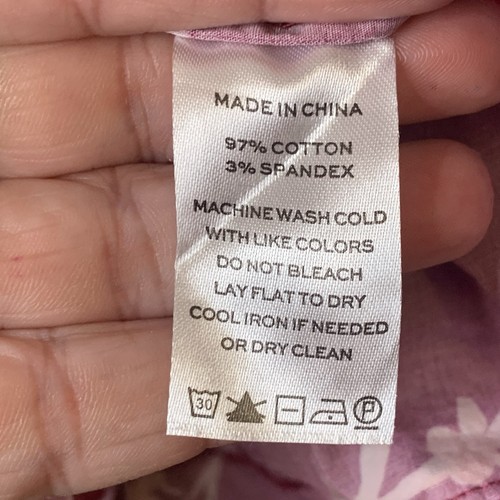 MADE IN CHINA
97% COTTON
3% SPANDEX
MACHINE WASH COLD
WITH LIKE COLORS
DO NOT BLEACH
LAY FLAT TO DRY
COOL IRON IF NEEDED
OR DRY CLEAN
30 P